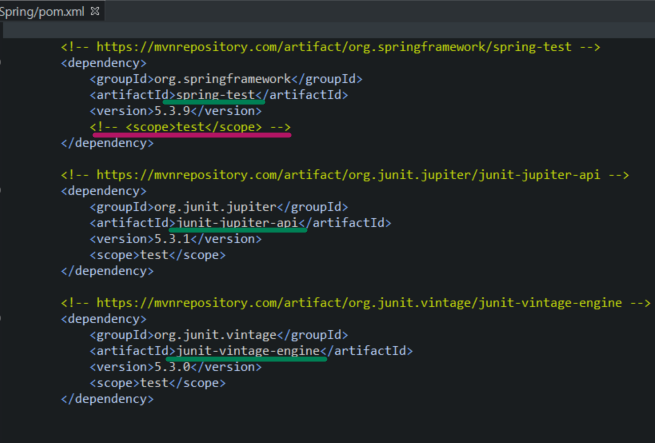 Spring/pom.xml
<!-- https://mvnrepository.com/artifact/org.springframework/spring-test -->
<dependency>
<groupId>org.springframework</groupId>
<artifactId>spring-test</artifactId>
<version>5.3.9</version>
<!-- <scope>test</scope> -->
</dependency>
<!-- https://mvnrepository.com/artifact/org.junit.jupiter/junit-jupiter-api -->
<dependency>
<groupId>org.junit.jupiter</groupId>
<artifactId>junit-jupiter-api</artifactId>
<version>5.3.1</version>
<scope>test</scope>
</dependency>
<!-- https://mvnrepository.com/artifact/org.junit.vintage/junit-vintage-engine -->
<dependency>
<groupId>org.junit.vintage</groupId>
<artifactId>junit-vintage-engine</artifactId>
<version>5.3.0</version>
<scope>test</scope>
</dependency>